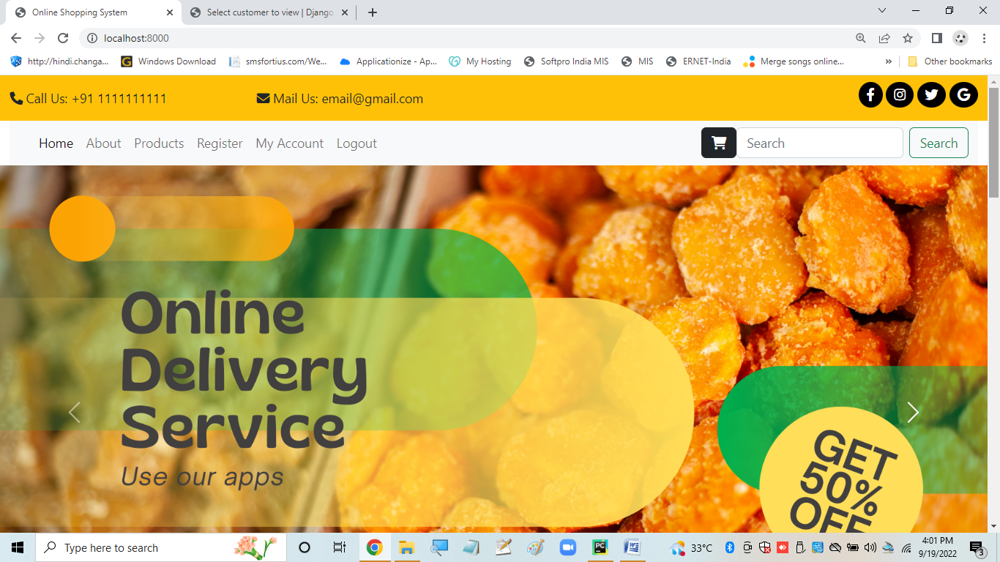 Online Shopping System
Select customer to view | Django
localhost:8000
http://hindi.changa...
Windows Download
smsfortius.com/We...
Applicationize - Ap...
My Hosting
Softpro India MIS
MIS
ERNET-India
Merge songs online...
»
Other bookmarks
Call Us: +91 1111111111
Mail Us: email@gmail.com
Home About Products Register My Account Logout
Search
Search
Online
Delivery
Service
Use our apps
GET
50%
OFF
Type here to search
33°C
4:01 PM
9/19/2022
3